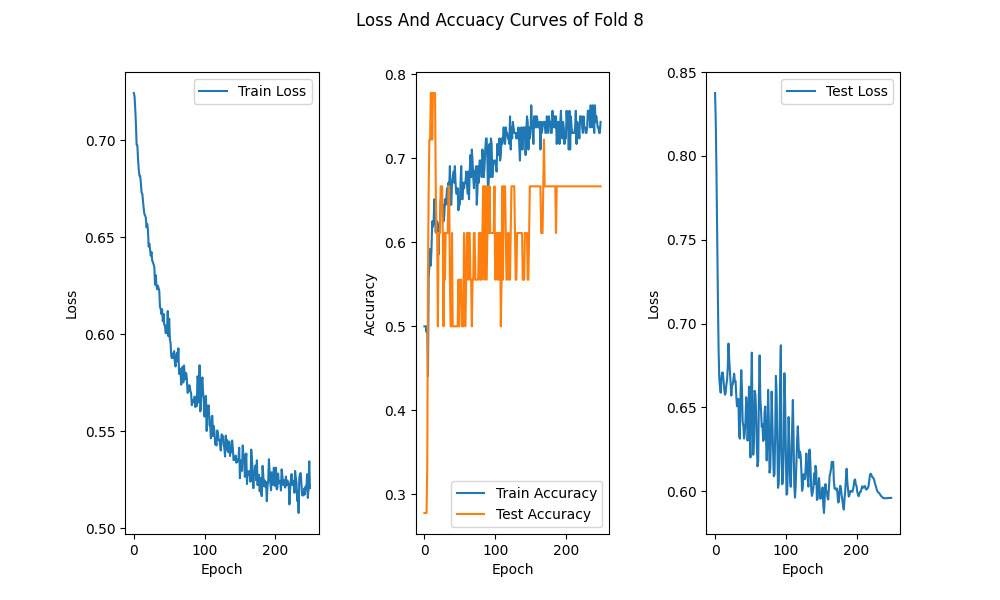 Loss And Accuacy Curves of Fold 8
Train Loss
0.70
0.65
0.60
0.55
0.50
Loss
0
100
200
Epoch
0.8
0.7
0.6
0.5
0.4
0.3
Accuracy
Train Accuracy
Test Accuracy
0
100
200
Epoch
Test Loss
0.85
0.80
0.75
0.70
0.65
0.60
Loss
0
100
200
Epoch